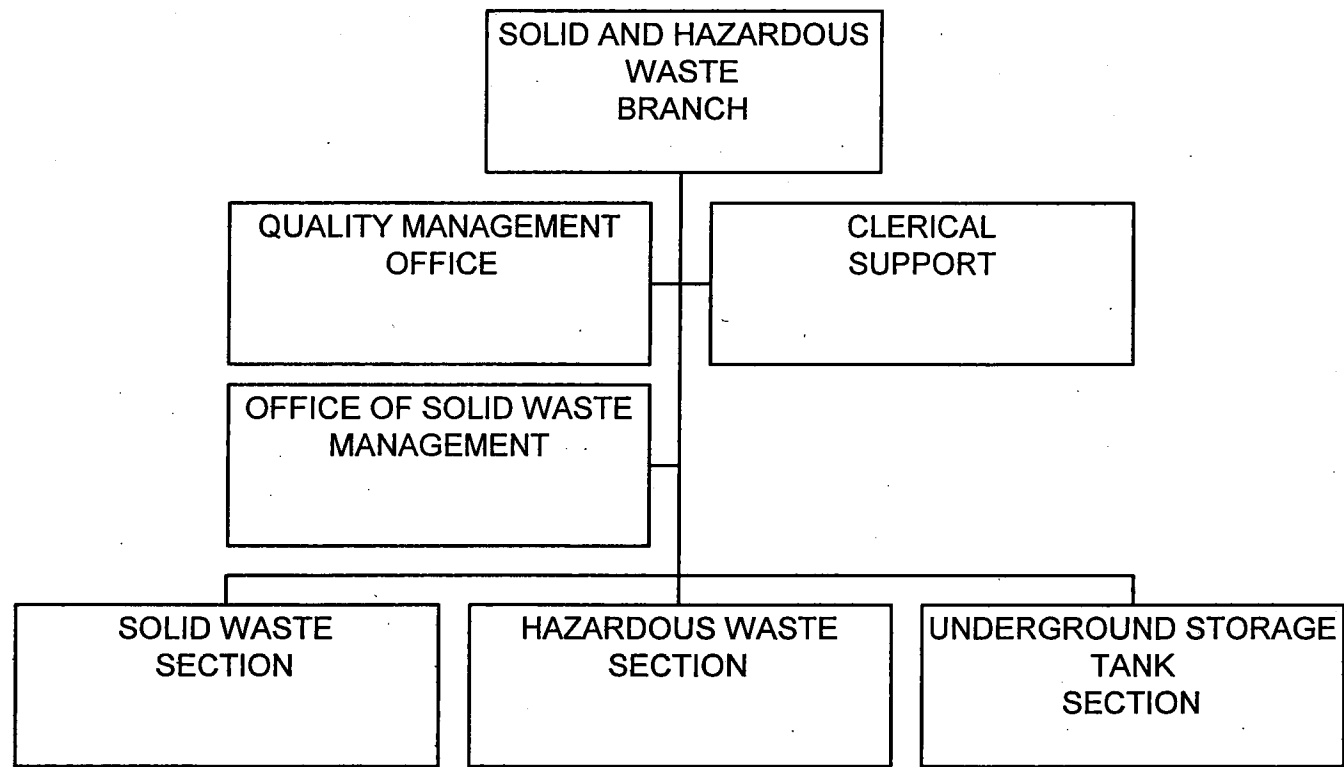 SOLID AND HAZARDOUS
WASTE
BRANCH
QUALITY MANAGEMENT
OFFICE
CLERICAL
SUPPORT
OFFICE OF SOLID WASTE
MANAGEMENT
SOLID WASTE
SECTION
HAZARDOUS WASTE
SECTION
UNDERGROUND STORAGE
TANK
SECTION